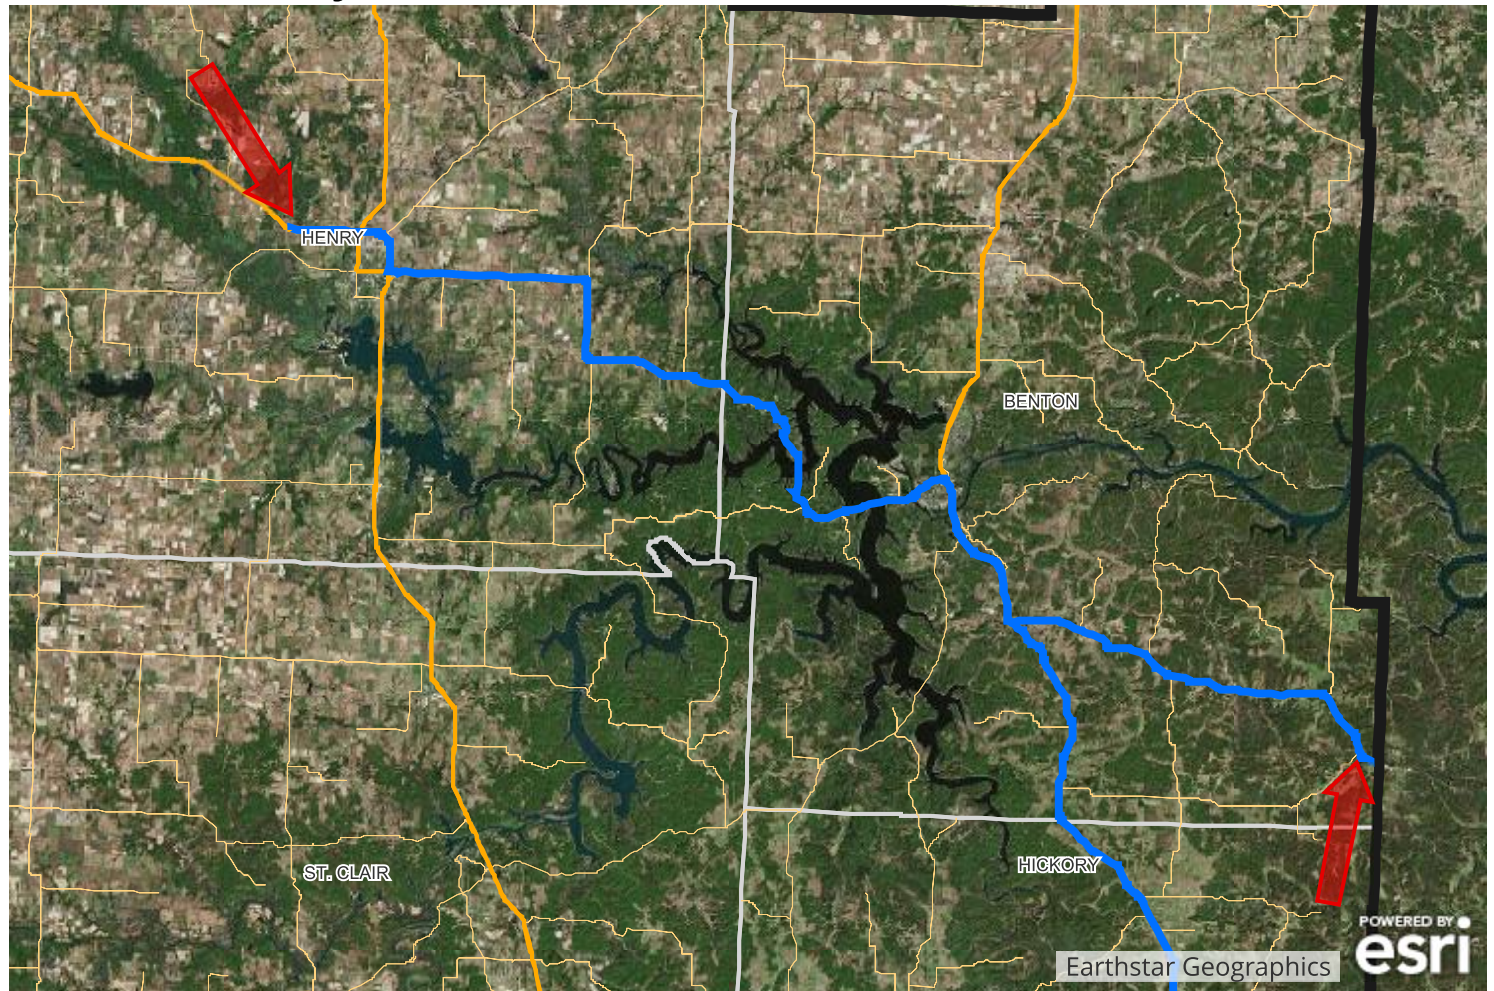 HENRY
BENTON
HICKORY
ST. CLAIR
POWERED BY
esri
Earthstar Geographics